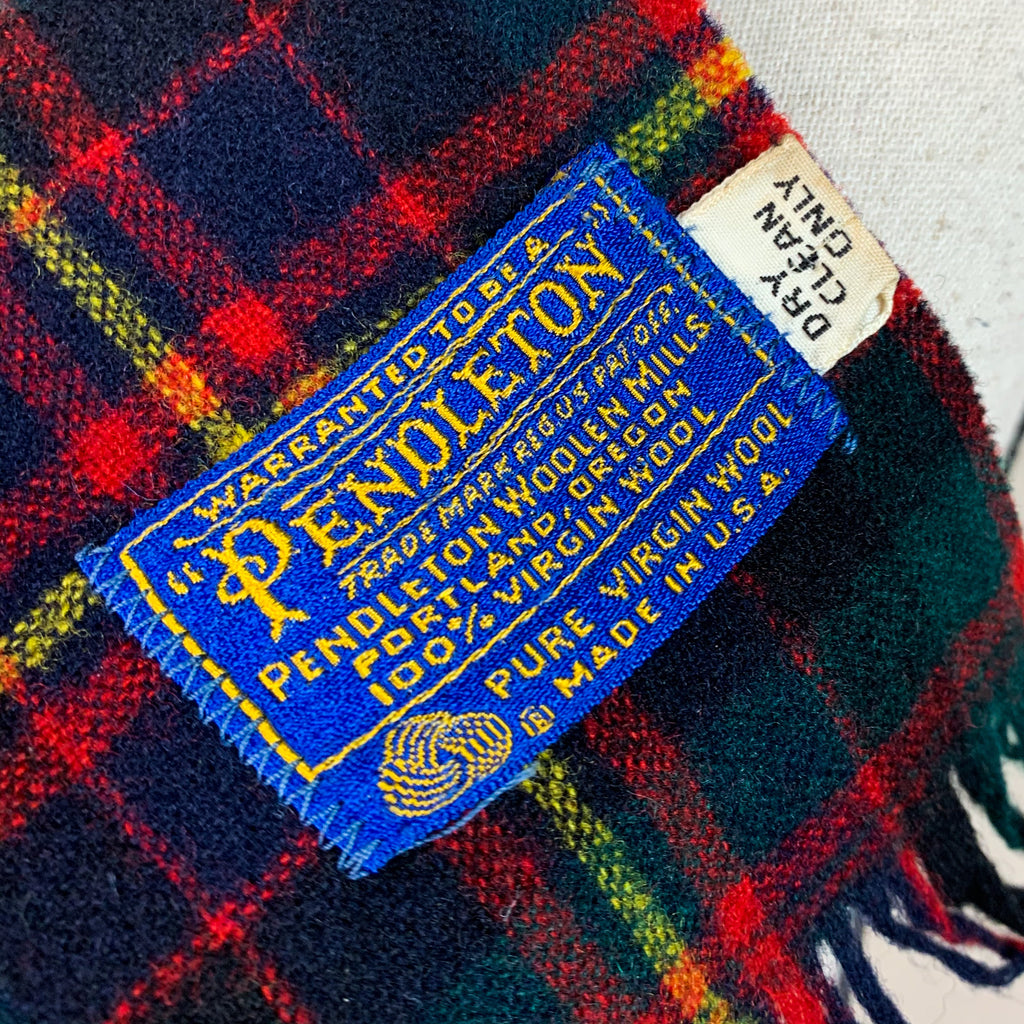 WARRANTED TO BE A
"PENDLETON"
TRADE MARK REG U S PAT OFF.
PENDLETON WOOLEN MILLS
PORTLAND, OREGON
100% VIRGIN WOOL
PURE VIRGIN WOOL
MADE IN U.S.A.
DRY
CLEAN
ONLY